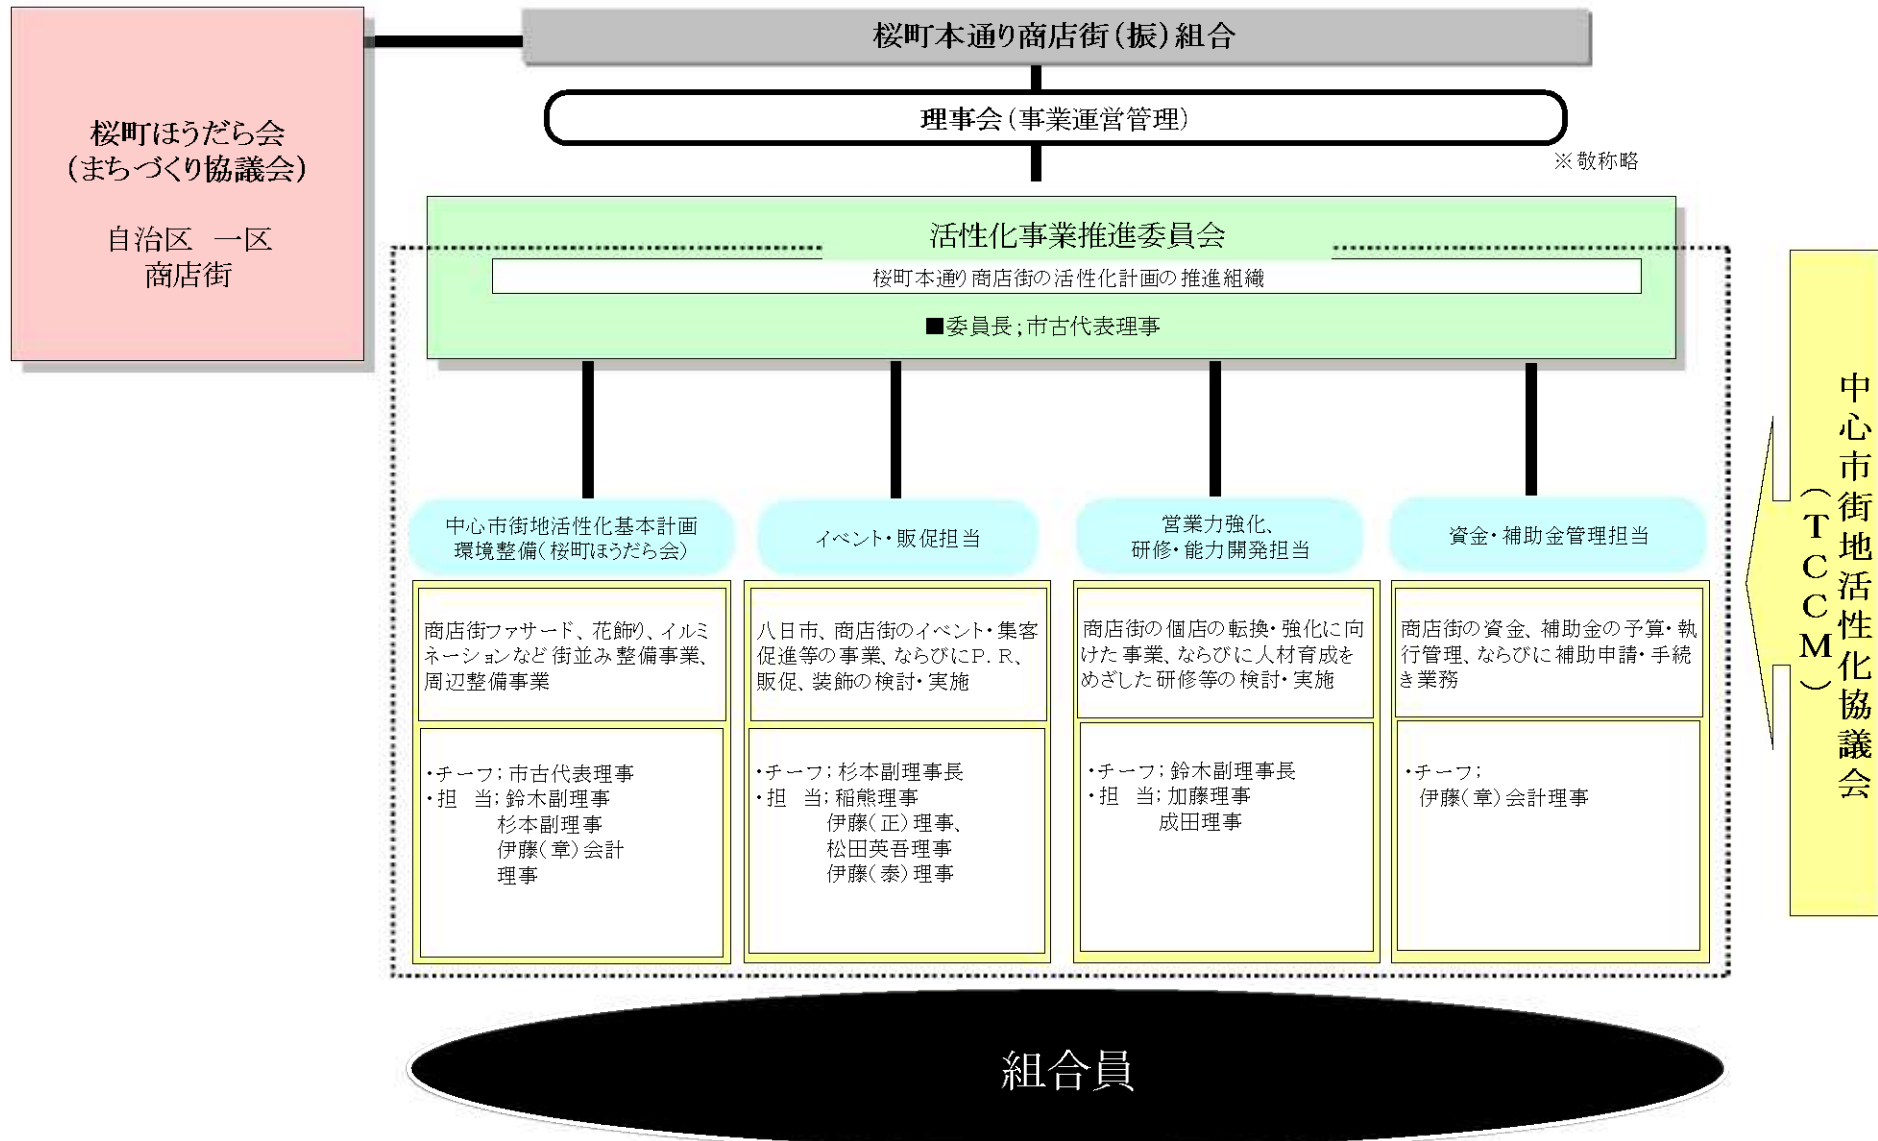 桜町本通り商店街(振)組合
理事会(事業運営管理)
※敬称略
桜町ほうだら会
(まちづくり協議会)
自治区 一区
商店街
活性化事業推進委員会
桜町本通り商店街の活性化計画の推進組織
■委員長;市古代表理事
中心市街地活性化協議会
(TCCM)
中心市街地活性化基本計画
環境整備(桜町ほうだら会)
商店街ファサード、花飾り、イルミ
ネーションなど街並み整備事業、
周辺整備事業
・チーフ;市古代表理事
・担 当;鈴木副理事
杉本副理事
伊藤(章)会計
理事
イベント・販促担当
八日市、商店街のイベント・集客
促進等の事業、ならびにP.R、
販促、装飾の検討・実施
・チーフ;杉本副理事長
・担 当;稲熊理事
伊藤(正)理事、
松田英吾理事
伊藤(泰)理事
営業力強化、
研修・能力開発担当
商店街の個店の転換・強化に向
けた事業、ならびに人材育成を
めざした研修等の検討・実施
・チーフ;鈴木副理事長
・担 当;加藤理事
成田理事
資金・補助金管理担当
商店街の資金、補助金の予算・執
行管理、ならびに補助申請・手続
き業務
・チーフ;
伊藤(章)会計理事
組合員